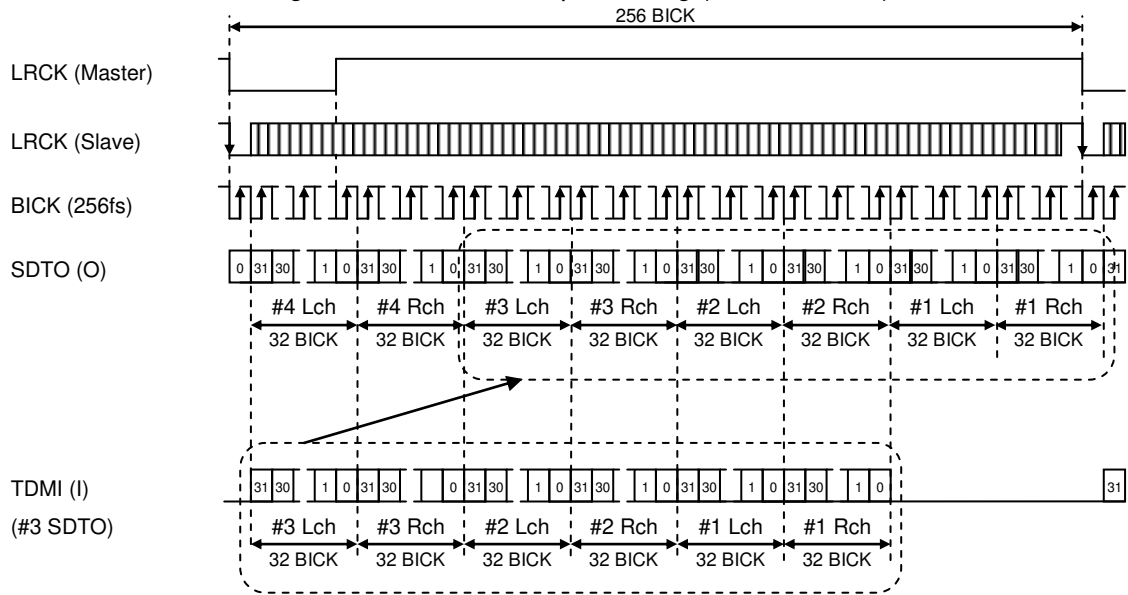 256 BICK
LRCK (Master)
LRCK (Slave)
BICK (256fs)
SDTO (O) 0 31 30 1 0 31 30 1 0 31 30 1 0 31 30 1 0 31 30 1 0 31 30 1 0 31 30 1 0 31 30 1 0 31
#4 Lch #4 Rch #3 Lch #3 Rch #2 Lch #2 Rch #1 Lch #1 Rch
32 BICK 32 BICK 32 BICK 32 BICK 32 BICK 32 BICK 32 BICK 32 BICK
TDMI (I) 31 30 1 0 31 30 0 31 30 1 0 31 30 1 0 31 30 1 0 31 30 1 0 31
(#3 SDTO) #3 Lch #3 Rch #2 Lch #2 Rch #1 Lch #1 Rch
32 BICK 32 BICK 32 BICK 32 BICK 32 BICK 32 BICK